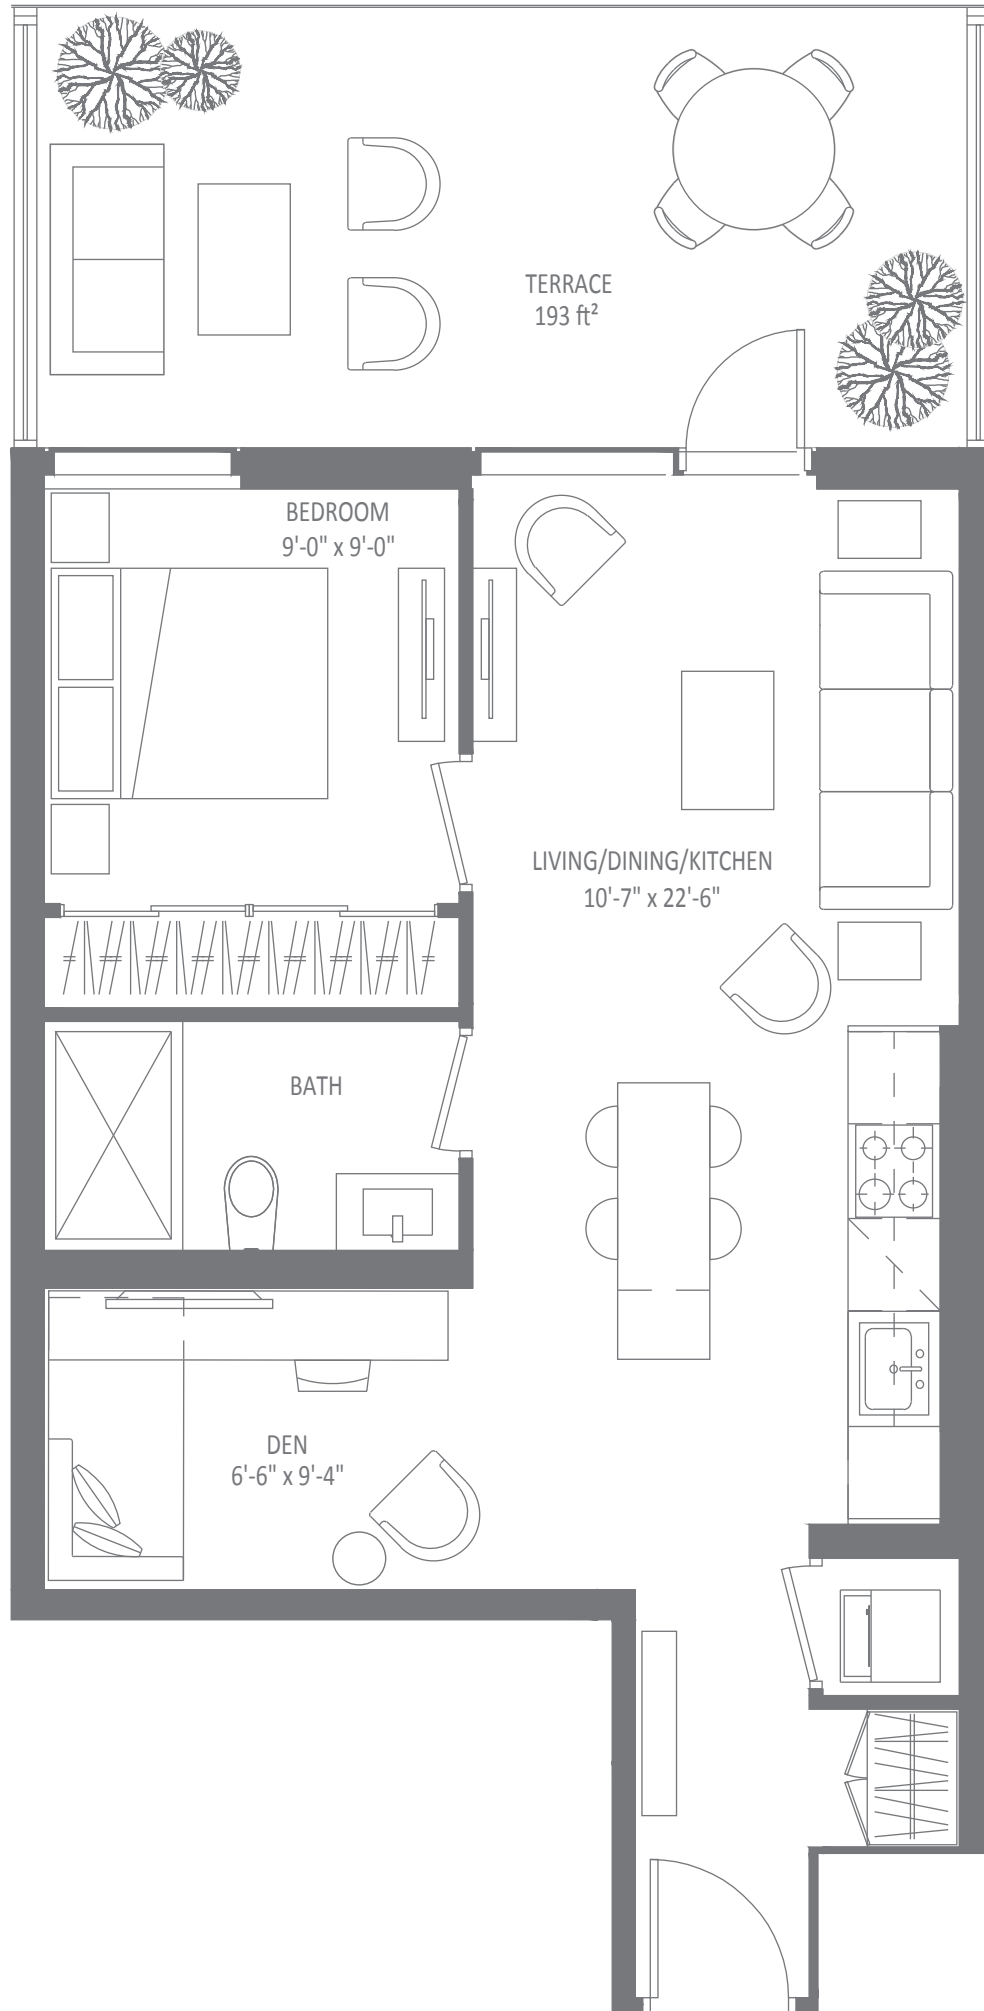 TERRACE
193 ft²
BEDROOM
9'-0" x 9'-0"
LIVING/DINING/KITCHEN
10'-7" x 22'-6"
BATH
DEN
6'-6" x 9'-4"